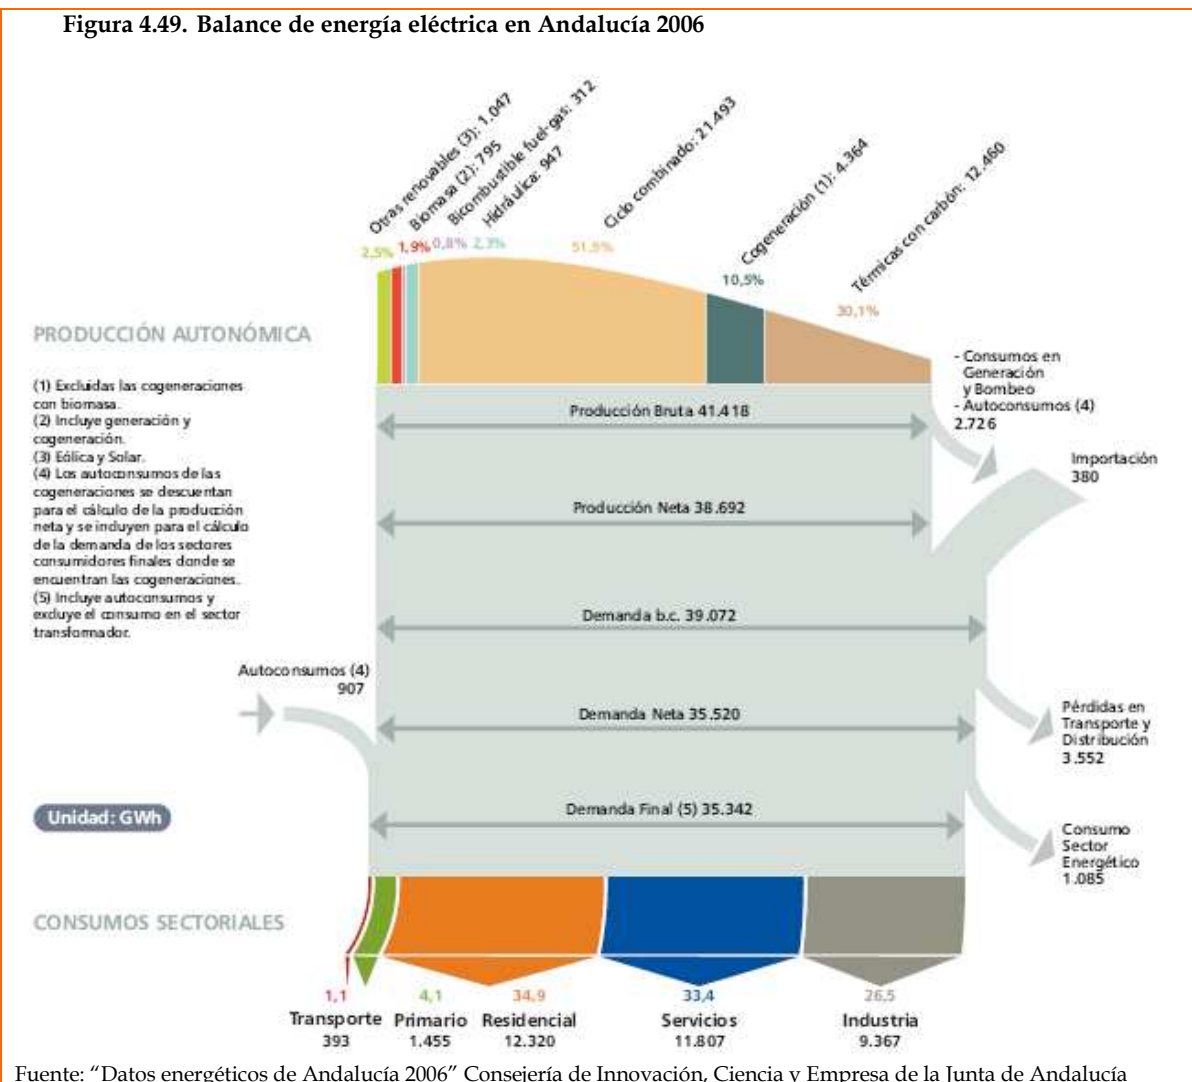 Figura 4.49. Balance de energía eléctrica en Andalucía 2006
Otras renovables (3): 1.047
Biomasa (2): 795
Bicombustible fuel-gas: 312
Hidráulica: 947
Ciclo combinado: 21.493
Cogeneración (1): 4.364
Térmicas con carbón: 12.460
2,5%
1,9%
0,8%
2,3%
51,5%
10,5%
30,1%
PRODUCCIÓN AUTONÓMICA
(1) Excluidas las cogeneraciones
con biomasa.
(2) Incluye generación y
cogeneración.
(3) Eólica y Solar.
(4) Los autoconsumos de las
cogeneraciones se descuentan
para el cálculo de la producción
neta y se incluyen para el cálculo
de la demanda de los sectores
consumidores finales donde se
encuentran las cogeneraciones.
(5) Incluye autoconsumos y
excluye el consumo en el sector
transformador.
Producción Bruta 41.418
- Consumos en
Generación
y Bombeo
- Autoconsumos (4)
2.726
Importación
380
Producción Neta 38.692
Demanda b.c. 39.072
Autoconsumos (4)
907
Demanda Neta 35.520
Pérdidas en
Transporte y
Distribución
3.552
Unidad: GWh
Demanda Final (5) 35.342
Consumo
Sector
Energético
1.085
CONSUMOS SECTORIALES
1,1
Transporte
393
4,1
Primario
1.455
34,9
Residencial
12.320
33,4
Servicios
11.807
26,5
Industria
9.367
Fuente: “Datos energéticos de Andalucía 2006” Consejería de Innovación, Ciencia y Empresa de la Junta de Andalucía